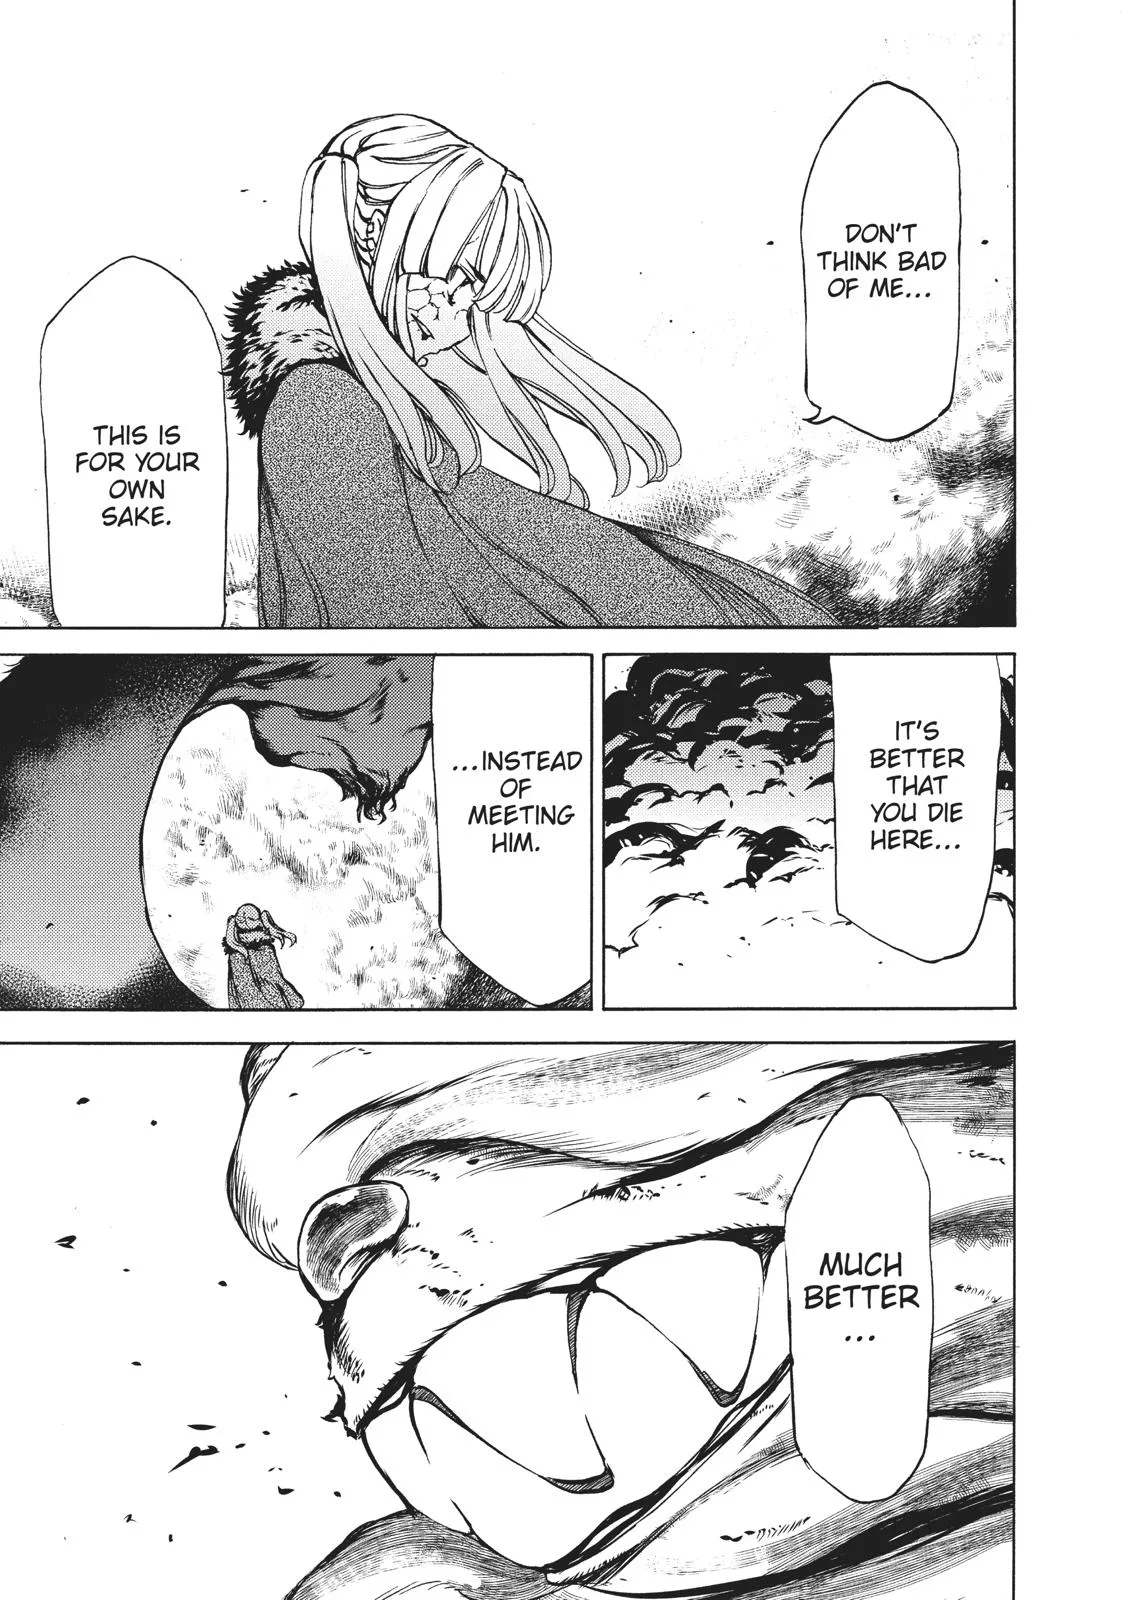 DON'T
THINK BAD
OF ME...
THIS IS
FOR YOUR
OWN
SAKE.
IT'S
BETTER
THAT
YOU DIE
HERE...
...INSTEAD
OF
MEETING
HIM.
MUCH
BETTER
...